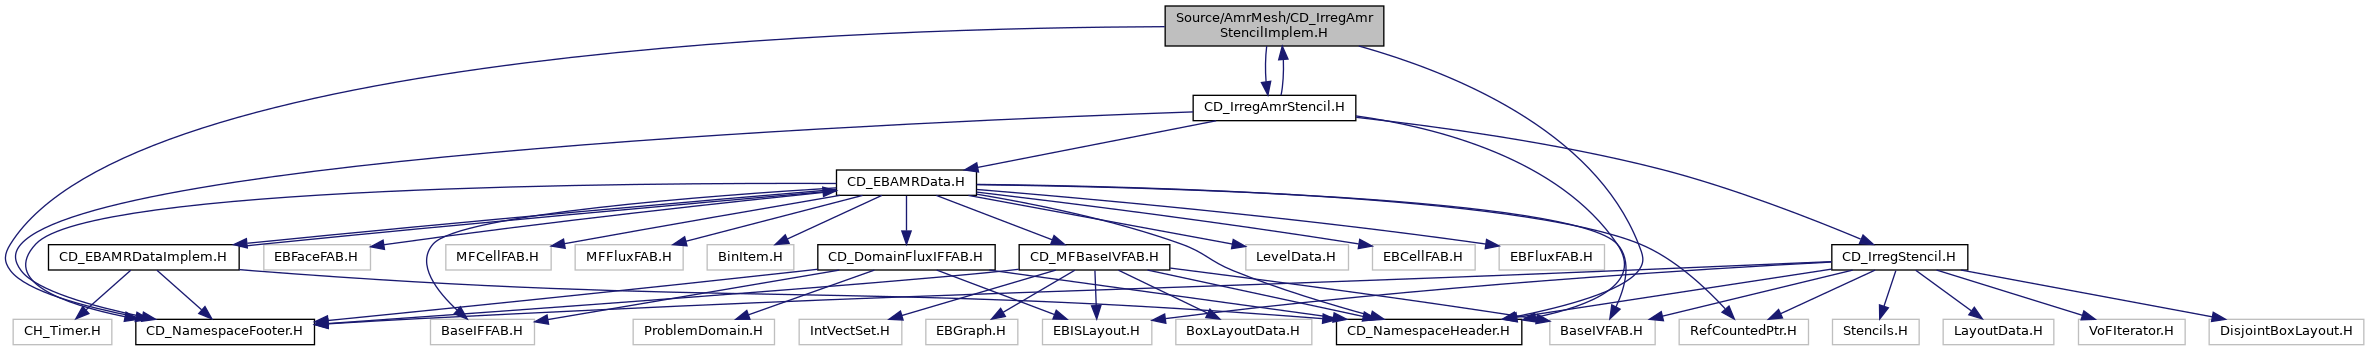 Source/AmrMesh/CD_IrregAmr
StencilImplem.H
CD_IrregAmrStencil.H
CD_EBAMRData.H
CD_EBAMRDataImplem.H
EBFaceFAB.H
MFCellFAB.H
MFFluxFAB.H
BinItem.H
CD_DomainFluxIFFAB.H
CD_MFBaseIVFAB.H
LevelData.H
EBCellFAB.H
EBFluxFAB.H
CD_IrregStencil.H
CH_Timer.H
CD_NamespaceFooter.H
BaseIFFAB.H
ProblemDomain.H
IntVectSet.H
EBGraph.H
EBISLayout.H
BoxLayoutData.H
CD_NamespaceHeader.H
BaseIVFAB.H
RefCountedPtr.H
Stencils.H
LayoutData.H
VoFIterator.H
DisjointBoxLayout.H